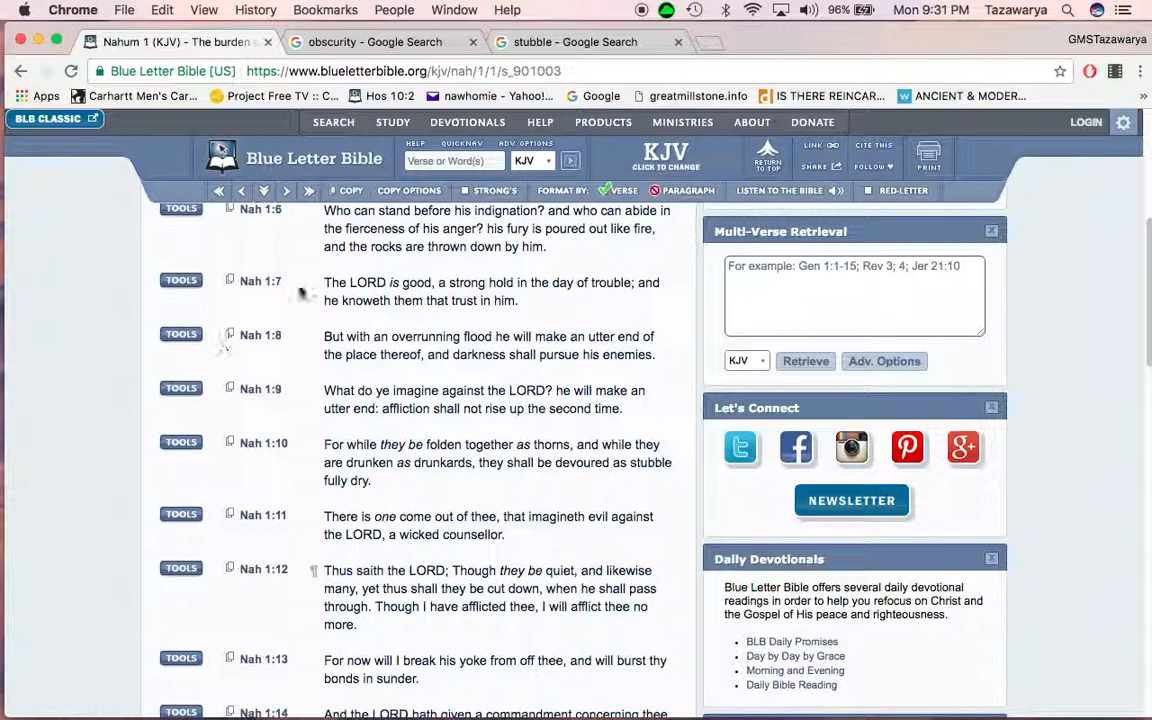 Chrome File Edit View History Bookmarks People Window Help 96% Mon 9:31 PM Tazawarya
Nahum 1 (KJV) - The burden o × obscurity - Google Search × stubble - Google Search × GMSTazawarya
Blue Letter Bible [US] https://www.blueletterbible.org/kjv/nah/1/1/s_901003
Apps Carhartt Men's Car... Project Free TV :: C... Hos 10:2 nawhomie - Yahoo!... Google greatmillstone.info IS THERE REINCAR... ANCIENT & MODER... »
BLB CLASSIC SEARCH STUDY DEVOTIONALS HELP PRODUCTS MINISTRIES ABOUT DONATE LOGIN
Blue Letter Bible
HELP QUICKNAV ADV OPTIONS
Verse or Word(s) KJV
KJV
CLICK TO CHANGE
RETURN
TO TOP
LINK CITE THIS
SHARE FOLLOW
PRINT
COPY COPY OPTIONS STRONG'S FORMAT BY: VERSE PARAGRAPH LISTEN TO THE BIBLE RED-LETTER
TOOLS Nah 1:6 Who can stand before his indignation? and who can abide in
the fierceness of his anger? his fury is poured out like fire,
and the rocks are thrown down by him.
TOOLS Nah 1:7 The LORD is good, a strong hold in the day of trouble; and
he knoweth them that trust in him.
TOOLS Nah 1:8 But with an overrunning flood he will make an utter end of
the place thereof, and darkness shall pursue his enemies.
TOOLS Nah 1:9 What do ye imagine against the LORD? he will make an
utter end: affliction shall not rise up the second time.
TOOLS Nah 1:10 For while they be folden together as thorns, and while they
are drunken as drunkards, they shall be devoured as stubble
fully dry.
TOOLS Nah 1:11 There is one come out of thee, that imagineth evil against
the LORD, a wicked counsellor.
TOOLS Nah 1:12 ¶ Thus saith the LORD; Though they be quiet, and likewise
many, yet thus shall they be cut down, when he shall pass
through. Though I have afflicted thee, I will afflict thee no
more.
TOOLS Nah 1:13 For now will I break his yoke from off thee, and will burst thy
bonds in sunder.
TOOLS Nah 1:14 And the LORD hath given a commandment concerning thee
Multi-Verse Retrieval
For example: Gen 1:1-15; Rev 3; 4; Jer 21:10
KJV Retrieve Adv. Options
Let's Connect
NEWSLETTER
Daily Devotionals
Blue Letter Bible offers several daily devotional
readings in order to help you refocus on Christ and
the Gospel of His peace and righteousness.
• BLB Daily Promises
• Day by Day by Grace
• Morning and Evening
• Daily Bible Reading